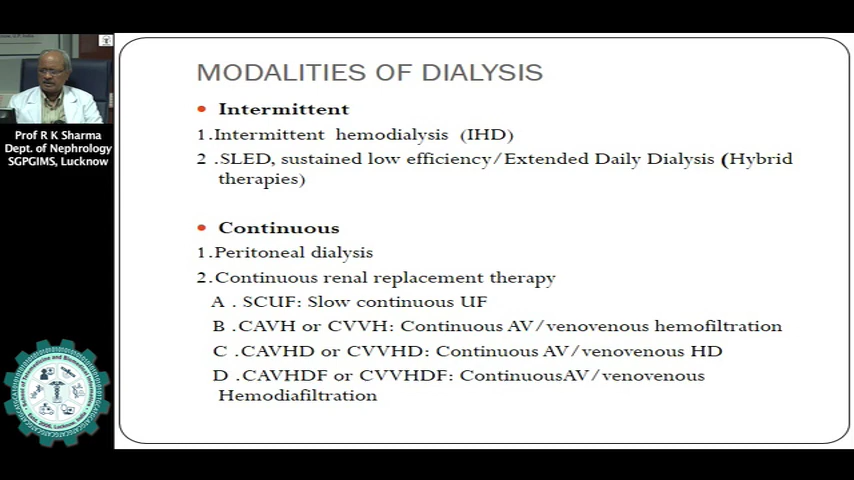 MODALITIES OF DIALYSIS
• Intermittent
1.Intermittent hemodialysis (IHD)
2 .SLED, sustained low efficiency/Extended Daily Dialysis (Hybrid
therapies)
• Continuous
1.Peritoneal dialysis
2.Continuous renal replacement therapy
A . SCUF: Slow continuous UF
B .CAVH or CVVH: Continuous AV/venovenous hemofiltration
C .CAVHD or CVVHD: Continuous AV/venovenous HD
D .CAVHDF or CVVHDF: ContinuousAV/venovenous
Hemodiafiltration
Prof R K Sharma
Dept. of Nephrology
SGPGIMS, Lucknow